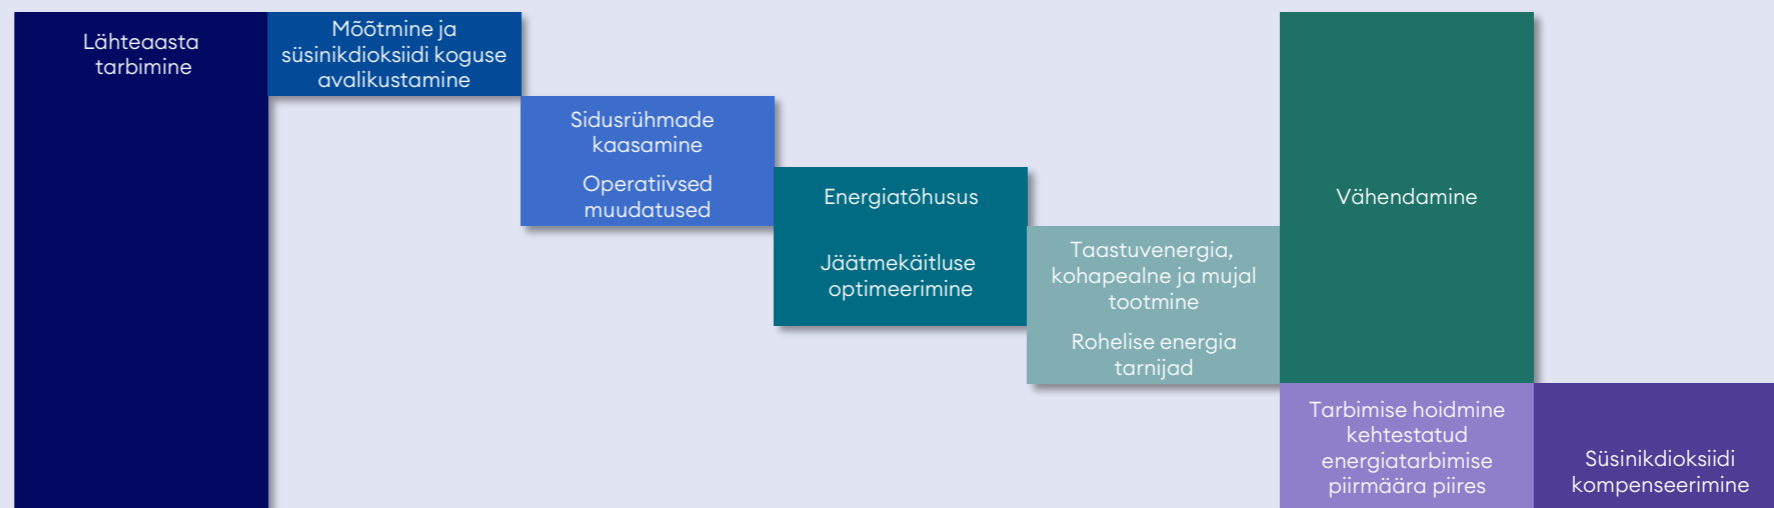 Lähteaasta
tarbimine
Mõõtmine ja
süsinikdioksiidi koguse
avalikustamine
Sidusrühmade
kaasamine
Operatiivsed
muudatused
Energiatõhusus
Jäätmekäitluse
optimeerimine
Taastuvenergia,
kohapealne ja mujal
tootmine
Rohelise energia
tarnijad
Vähendamine
Tarbimise hoidmine
kehtestatud
energiatarbimise
piirmäära piires
Süsinikdioksiidi
kompenseerimine